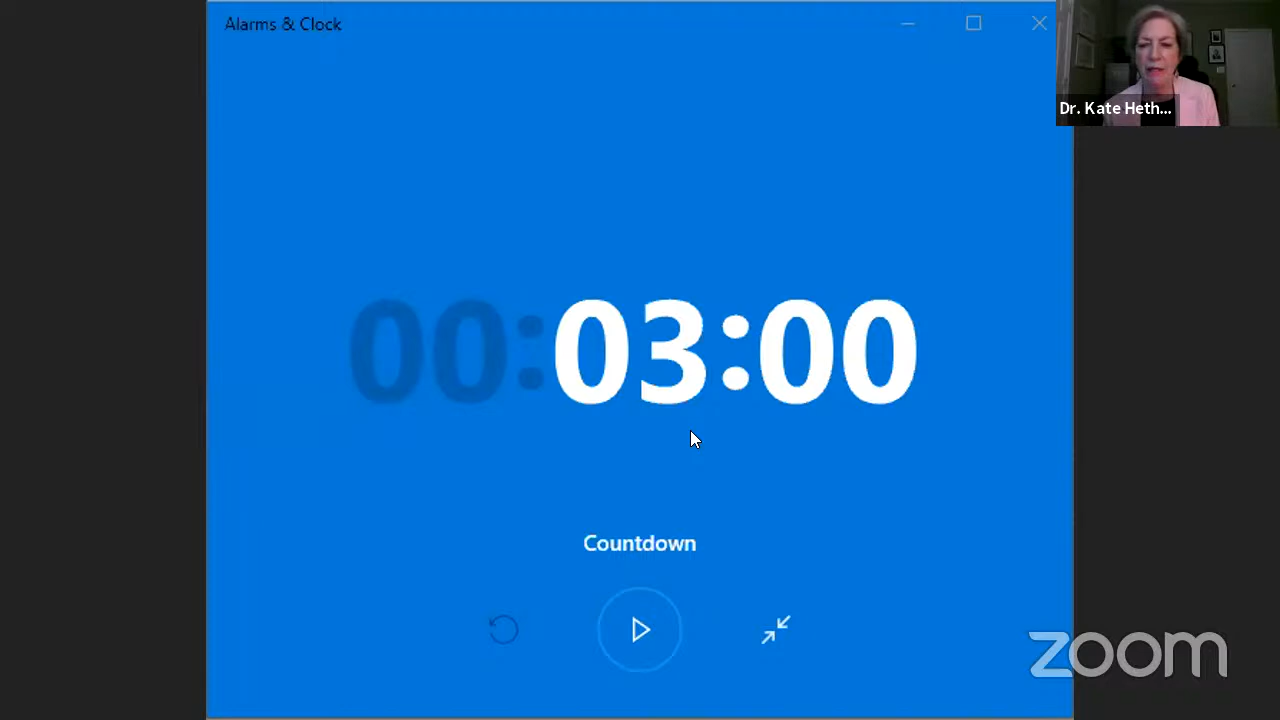 Alarms & Clock
Dr. Kate Heth...
00:03:00
Countdown
zoom